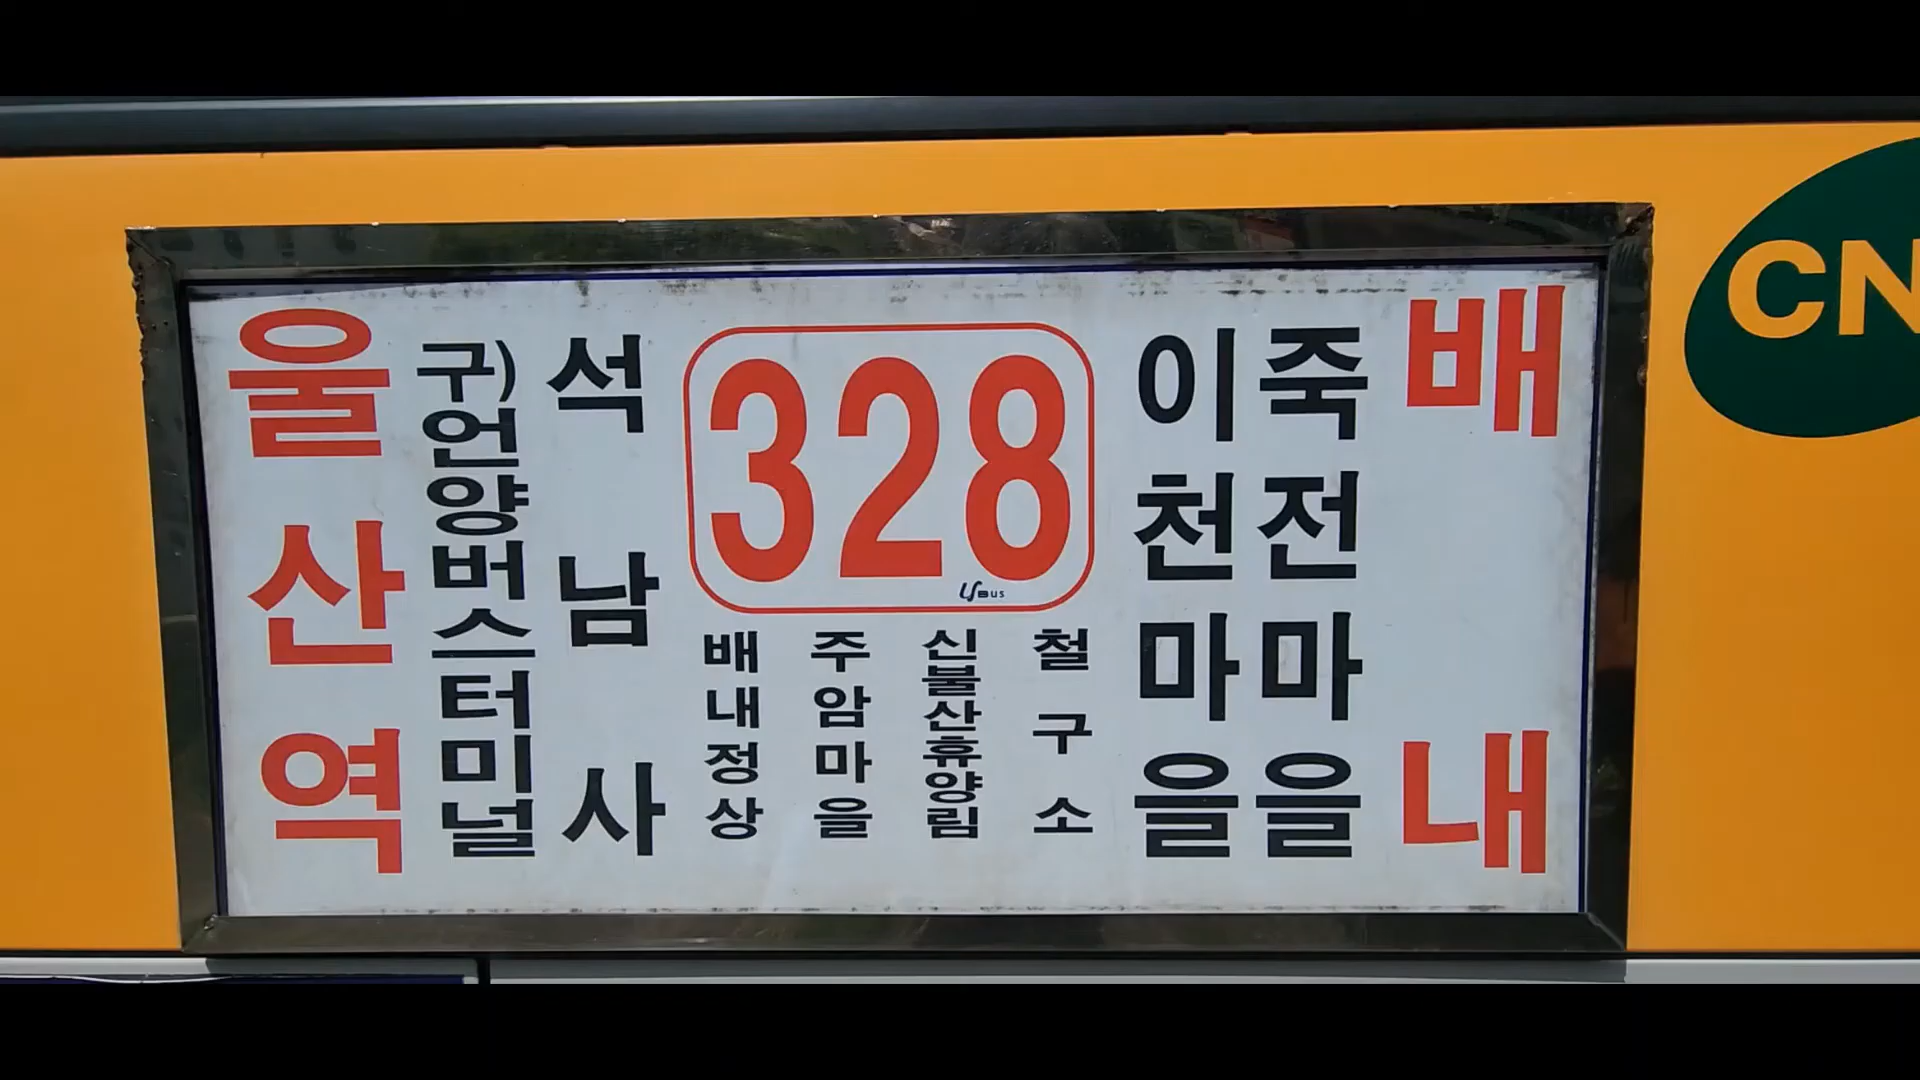 울산역
구)언양버스터미널
석남사
328
배내정상
주암마을
신불산휴양림
철구소
이천마을
죽전마을
배내
CN